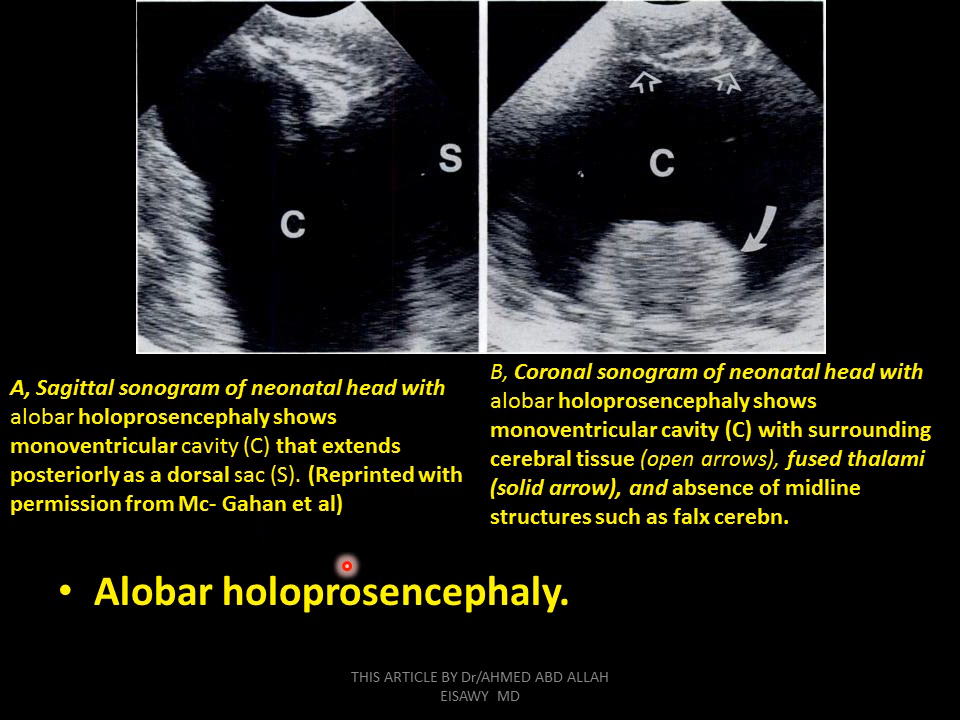 S
C
C
A, Sagittal sonogram of neonatal head with
alobar holoprosencephaly shows
monoventricular cavity (C) that extends
posteriorly as a dorsal sac (S). (Reprinted with
permission from Mc- Gahan et al)
B, Coronal sonogram of neonatal head with
alobar holoprosencephaly shows
monoventricular cavity (C) with surrounding
cerebral tissue (open arrows), fused thalami
(solid arrow), and absence of midline
structures such as falx cerebn.
• Alobar holoprosencephaly.
THIS ARTICLE BY Dr/AHMED ABD ALLAH
EISAWY MD